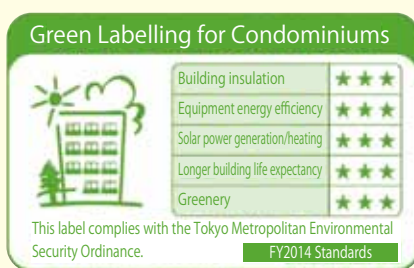 Green Labelling for Condominiums
Building insulation ★★★
Equipment energy efficiency ★★★
Solar power generation/heating ★★★
Longer building life expectancy ★★★
Greenery ★★★
This label complies with the Tokyo Metropolitan Environmental
Security Ordinance. FY2014 Standards